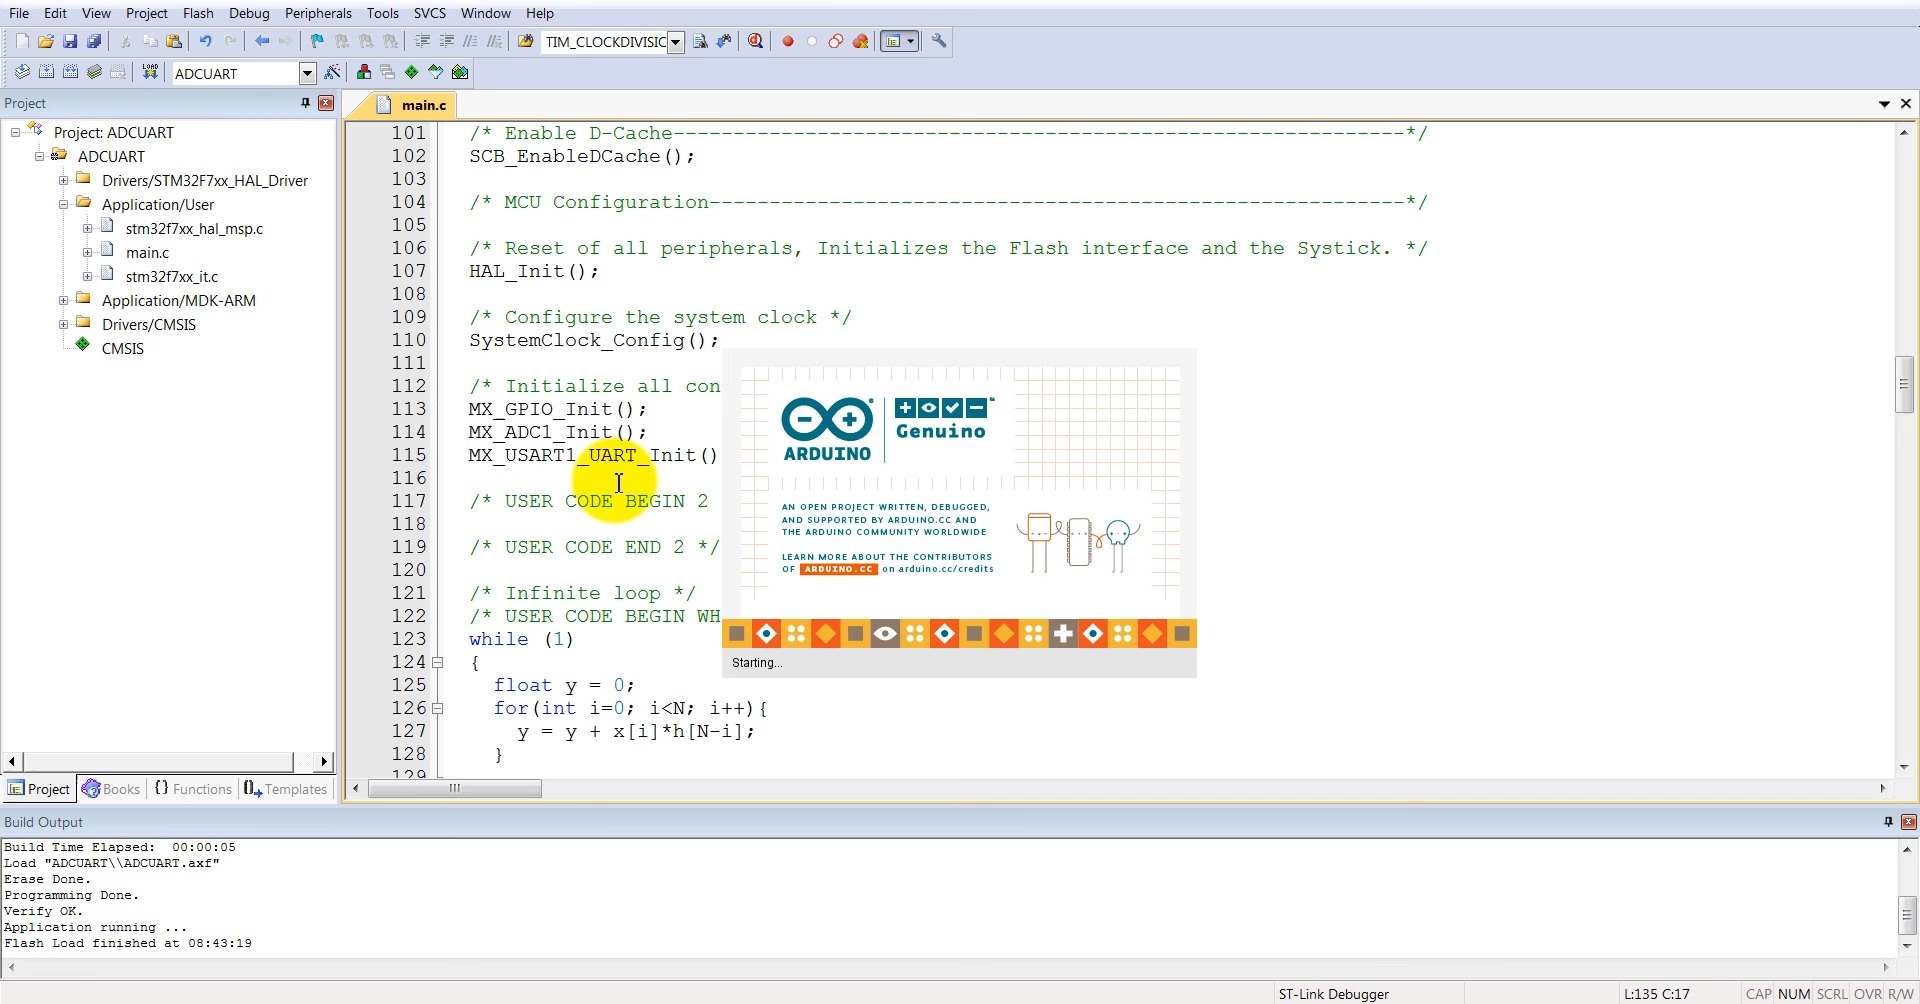 File Edit View Project Flash Debug Peripherals Tools SVCS Window Help
TIM_CLOCKDIVISIC
LOAD
ADCUART
Project
main.c
Project: ADCUART
ADCUART
Drivers/STM32F7xx_HAL_Driver
Application/User
stm32f7xx_hal_msp.c
main.c
stm32f7xx_it.c
Application/MDK-ARM
Drivers/CMSIS
CMSIS
101 /* Enable D-Cache-------------------------------------------------------------*/
102 SCB_EnableDCache();
103
104 /* MCU Configuration----------------------------------------------------------*/
105
106 /* Reset of all peripherals, Initializes the Flash interface and the Systick. */
107 HAL_Init();
108
109 /* Configure the system clock */
110 SystemClock_Config();
111
112 /* Initialize all con
113 MX_GPIO_Init();
114 MX_ADC1_Init();
115 MX_USART1_UART_Init()
116
117 /* USER CODE BEGIN 2
118
119 /* USER CODE END 2 */
120
121 /* Infinite loop */
122 /* USER CODE BEGIN WH
123 while (1)
124 {
125 float y = 0;
126 for(int i=0; i<N; i++){
127 y = y + x[i]*h[N-i];
128 }
129
ARDUINO
Genuino
AN OPEN PROJECT WRITTEN, DEBUGGED,
AND SUPPORTED BY ARDUINO.CC AND
THE ARDUINO COMMUNITY WORLDWIDE
LEARN MORE ABOUT THE CONTRIBUTORS
OF ARDUINO.CC on arduino.cc/credits
Starting...
Project Books {} Functions Templates
Build Output
Build Time Elapsed: 00:00:05
Load "ADCUART\\ADCUART.axf"
Erase Done.
Programming Done.
Verify OK.
Application running ...
Flash Load finished at 08:43:19
ST-Link Debugger L:135 C:17 CAP NUM SCRL OVR R/W